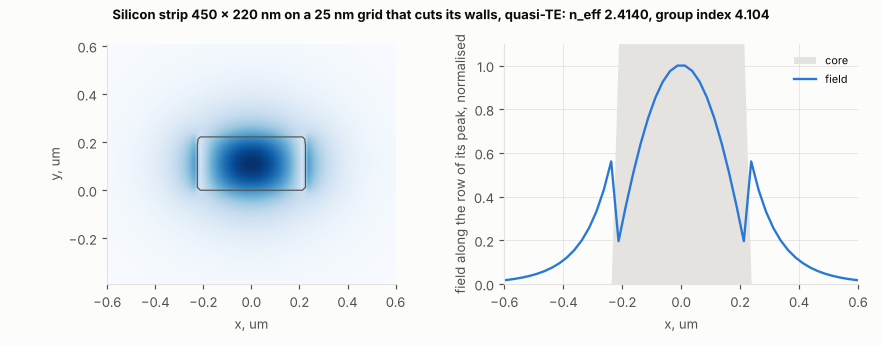 Silicon strip 450 × 220 nm on a 25 nm grid that cuts its walls, quasi-TE: n_eff 2.4140, group index 4.104
0.6
0.4
0.2
0.0
−0.2
y, um
−0.6 −0.4 −0.2 0.0 0.2 0.4 0.6
x, um
field along the row of its peak, normalised
1.0
0.8
0.6
0.4
0.2
0.0
core
field
−0.6 −0.4 −0.2 0.0 0.2 0.4 0.6
x, um